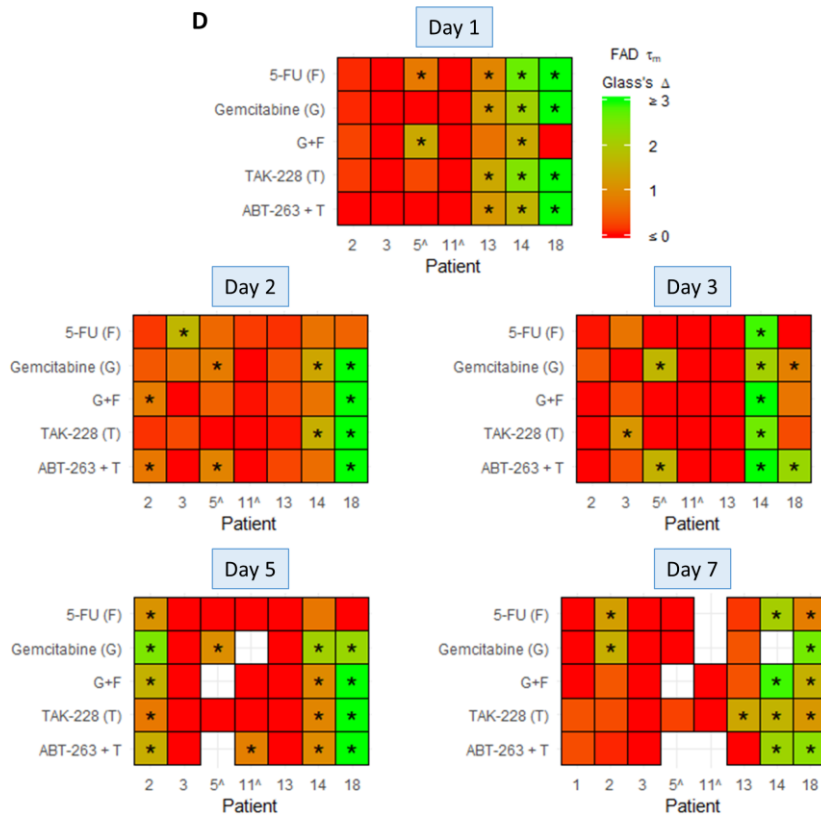 D
Day 1
FAD τm
Glass's Δ
≥ 3
2
1
≤ 0
5-FU (F) * * * *
Gemcitabine (G) * * *
G+F * *
TAK-228 (T) * * *
ABT-263 + T * * *
2 3 5^ 11^ 13 14 18
Patient
Day 2
5-FU (F) *
Gemcitabine (G) * * *
G+F * *
TAK-228 (T) * *
ABT-263 + T * * *
2 3 5^ 11^ 13 14 18
Patient
Day 3
5-FU (F) *
Gemcitabine (G) * * *
G+F *
TAK-228 (T) * *
ABT-263 + T * * *
2 3 5^ 11^ 13 14 18
Patient
Day 5
5-FU (F) *
Gemcitabine (G) * * * *
G+F * * *
TAK-228 (T) * * *
ABT-263 + T * * * *
2 3 5^ 11^ 13 14 18
Patient
Day 7
5-FU (F) * * *
Gemcitabine (G) * *
G+F * *
TAK-228 (T) * * *
ABT-263 + T * *
1 2 3 5^ 11^ 13 14 18
Patient